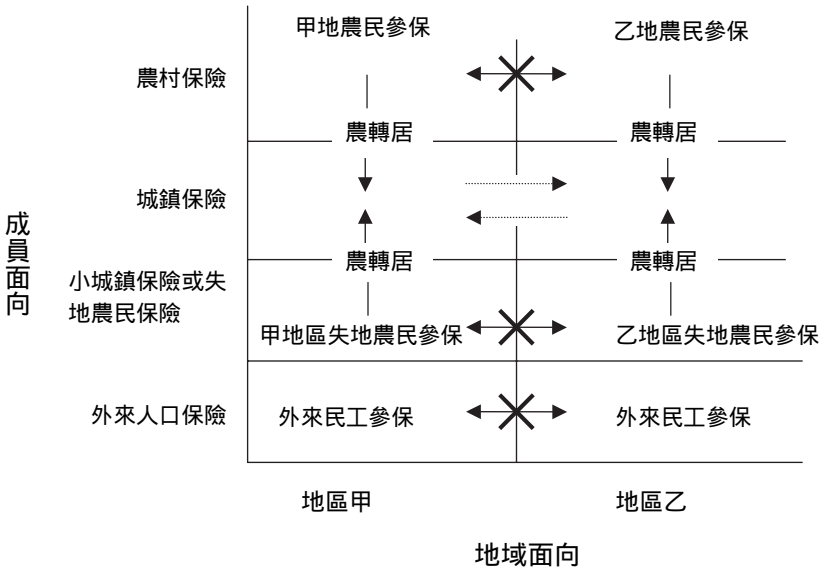 甲地農民參保
乙地農民參保
農村保險
農轉居
農轉居
城鎮保險
成員面向
農轉居
農轉居
小城鎮保險或失
地農民保險
甲地區失地農民參保
乙地區失地農民參保
外來人口保險
外來民工參保
外來民工參保
地區甲
地區乙
地域面向